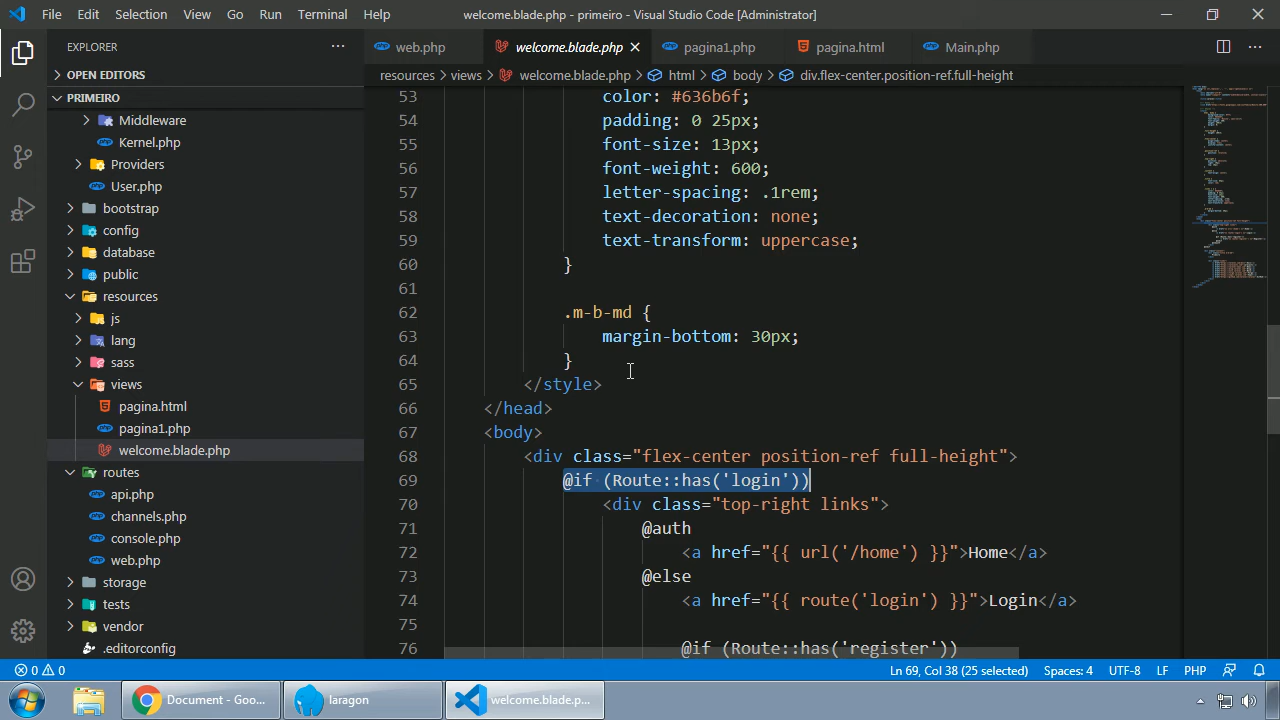 File Edit Selection View Go Run Terminal Help
welcome.blade.php - primeiro - Visual Studio Code [Administrator]
EXPLORER
web.php
welcome.blade.php
pagina1.php
pagina.html
Main.php
OPEN EDITORS
resources views welcome.blade.php html body div.flex-center.position-ref.full-height
PRIMEIRO
Middleware
Kernel.php
Providers
User.php
bootstrap
config
database
public
resources
js
lang
sass
views
pagina.html
pagina1.php
welcome.blade.php
routes
api.php
channels.php
console.php
web.php
storage
tests
vendor
.editorconfig
53 color: #636b6f;
54 padding: 0 25px;
55 font-size: 13px;
56 font-weight: 600;
57 letter-spacing: .1rem;
58 text-decoration: none;
59 text-transform: uppercase;
60 }
61
62 .m-b-md {
63 margin-bottom: 30px;
64 }
65 </style>
66 </head>
67 <body>
68 <div class="flex-center position-ref full-height">
69 @if (Route::has('login'))
70 <div class="top-right links">
71 @auth
72 <a href="{{ url('/home') }}">Home</a>
73 @else
74 <a href="{{ route('login') }}">Login</a>
75
76 @if (Route::has('register'))
0 0
Ln 69, Col 38 (25 selected) Spaces: 4 UTF-8 LF PHP
Document - Goo...
laragon
welcome.blade.p...